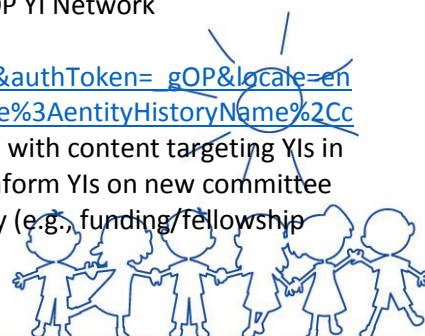 OP YI Network
&authToken=_gOP&locale=en
e%3AentityHistoryName%2Cc
with content targeting YIs in
nform YIs on new committee
y (e.g., funding/fellowship